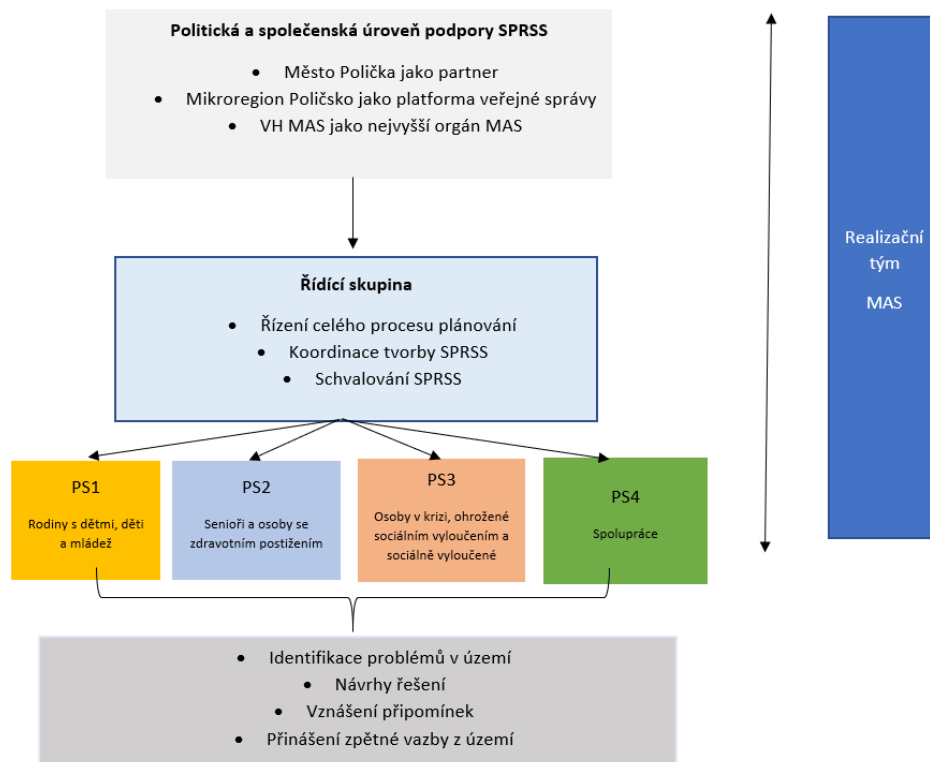 Politická a společenská úroveň podpory SPRSS
• Město Polička jako partner
• Mikroregion Poličsko jako platforma veřejné správy
• VH MAS jako nejvyšší orgán MAS
Řídící skupina
• Řízení celého procesu plánování
• Koordinace tvorby SPRSS
• Schvalování SPRSS
PS1
Rodiny s dětmi, děti
a mládež
PS2
Senioři a osoby se
zdravotním postižením
PS3
Osoby v krizi, ohrožené
sociálním vyloučením a
sociálně vyloučené
PS4
Spolupráce
• Identifikace problémů v území
• Návrhy řešení
• Vznášení připomínek
• Přinášení zpětné vazby z území
Realizační
tým
MAS